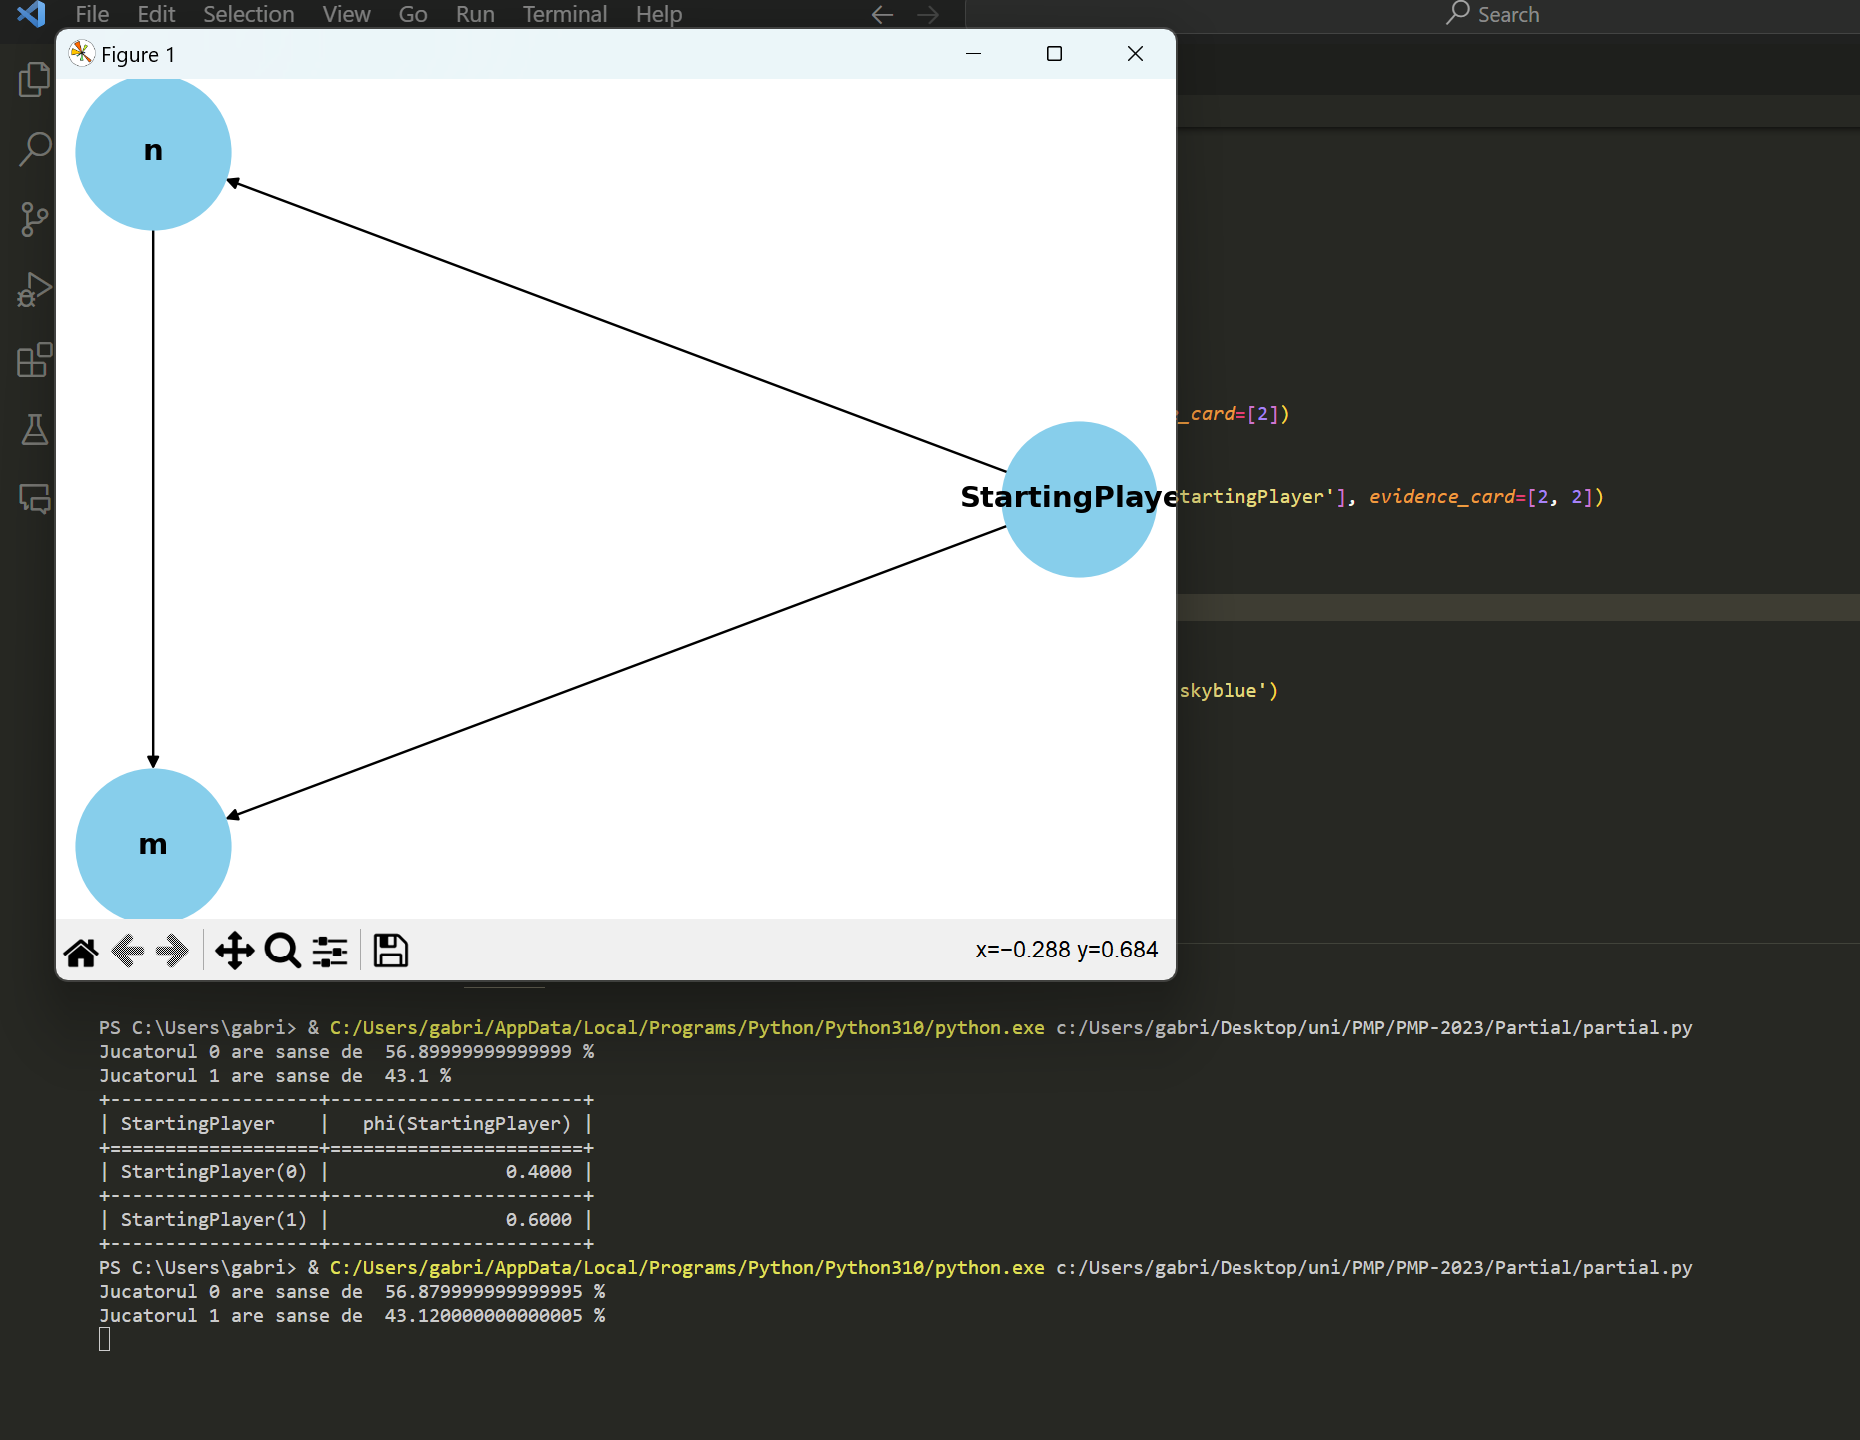 File Edit Selection View Go Run Terminal Help
Search
Figure 1
n
StartingPlaye
m
_card=[2])
tartingPlayer'], evidence_card=[2, 2])
skyblue')
x=−0.288 y=0.684
PS C:\Users\gabri> & C:/Users/gabri/AppData/Local/Programs/Python/Python310/python.exe c:/Users/gabri/Desktop/uni/PMP/PMP-2023/Partial/partial.py
Jucatorul 0 are sanse de  56.89999999999999 %
Jucatorul 1 are sanse de  43.1 %
+-------------------+------------------------+
| StartingPlayer    |   phi(StartingPlayer) |
+===================+========================+
| StartingPlayer(0) |                0.4000 |
+-------------------+------------------------+
| StartingPlayer(1) |                0.6000 |
+-------------------+------------------------+
PS C:\Users\gabri> & C:/Users/gabri/AppData/Local/Programs/Python/Python310/python.exe c:/Users/gabri/Desktop/uni/PMP/PMP-2023/Partial/partial.py
Jucatorul 0 are sanse de  56.879999999999995 %
Jucatorul 1 are sanse de  43.120000000000005 %